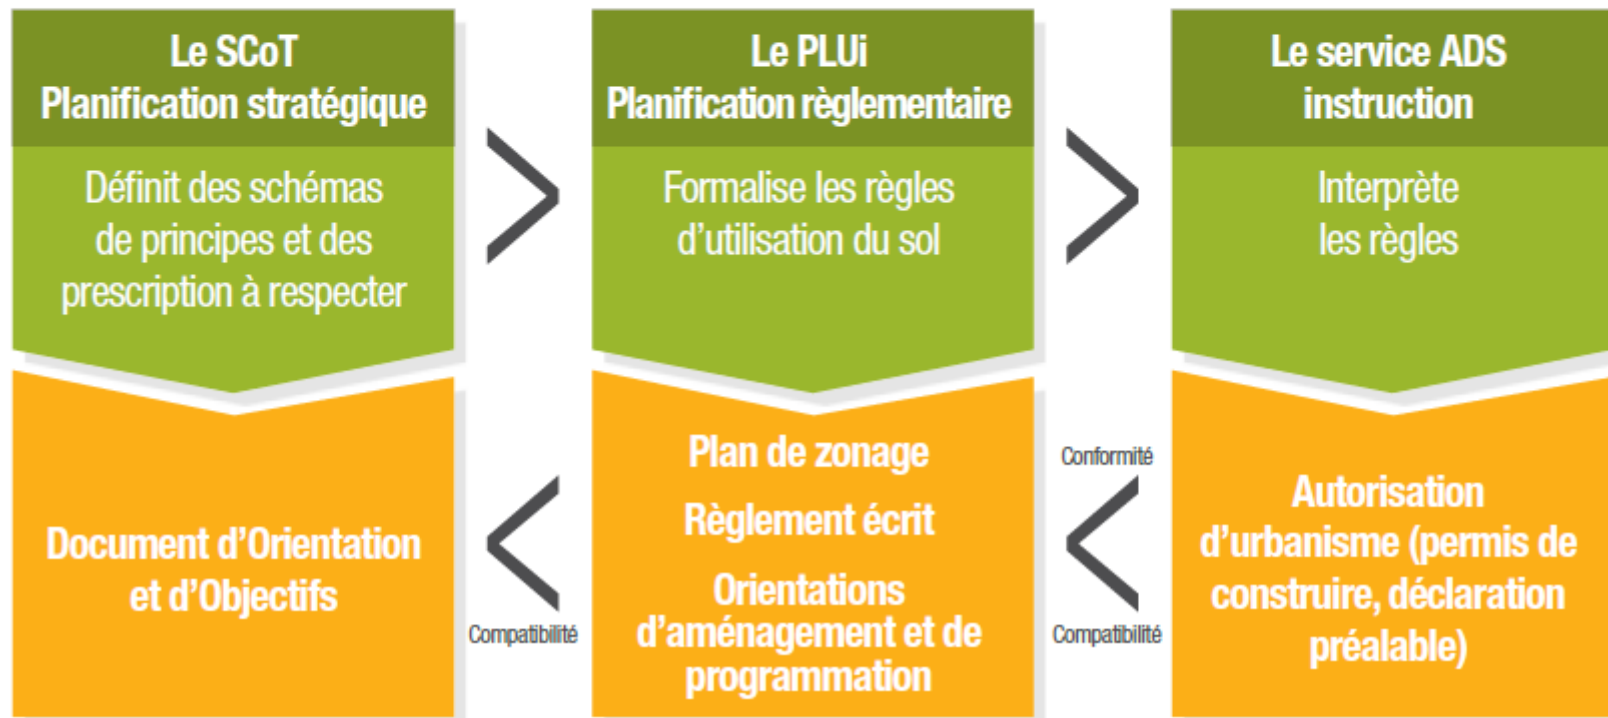 Le SCoT
Planification stratégique
Définit des schémas
de principes et des
prescription à respecter
Document d’Orientation
et d’Objectifs
Compatibilité
Le PLUi
Planification règlementaire
Formalise les règles
d’utilisation du sol
Plan de zonage
Règlement écrit
Orientations
d’aménagement et de
programmation
Conformité
Compatibilité
Le service ADS
instruction
Interprète
les règles
Autorisation
d’urbanisme (permis de
construire, déclaration
préalable)